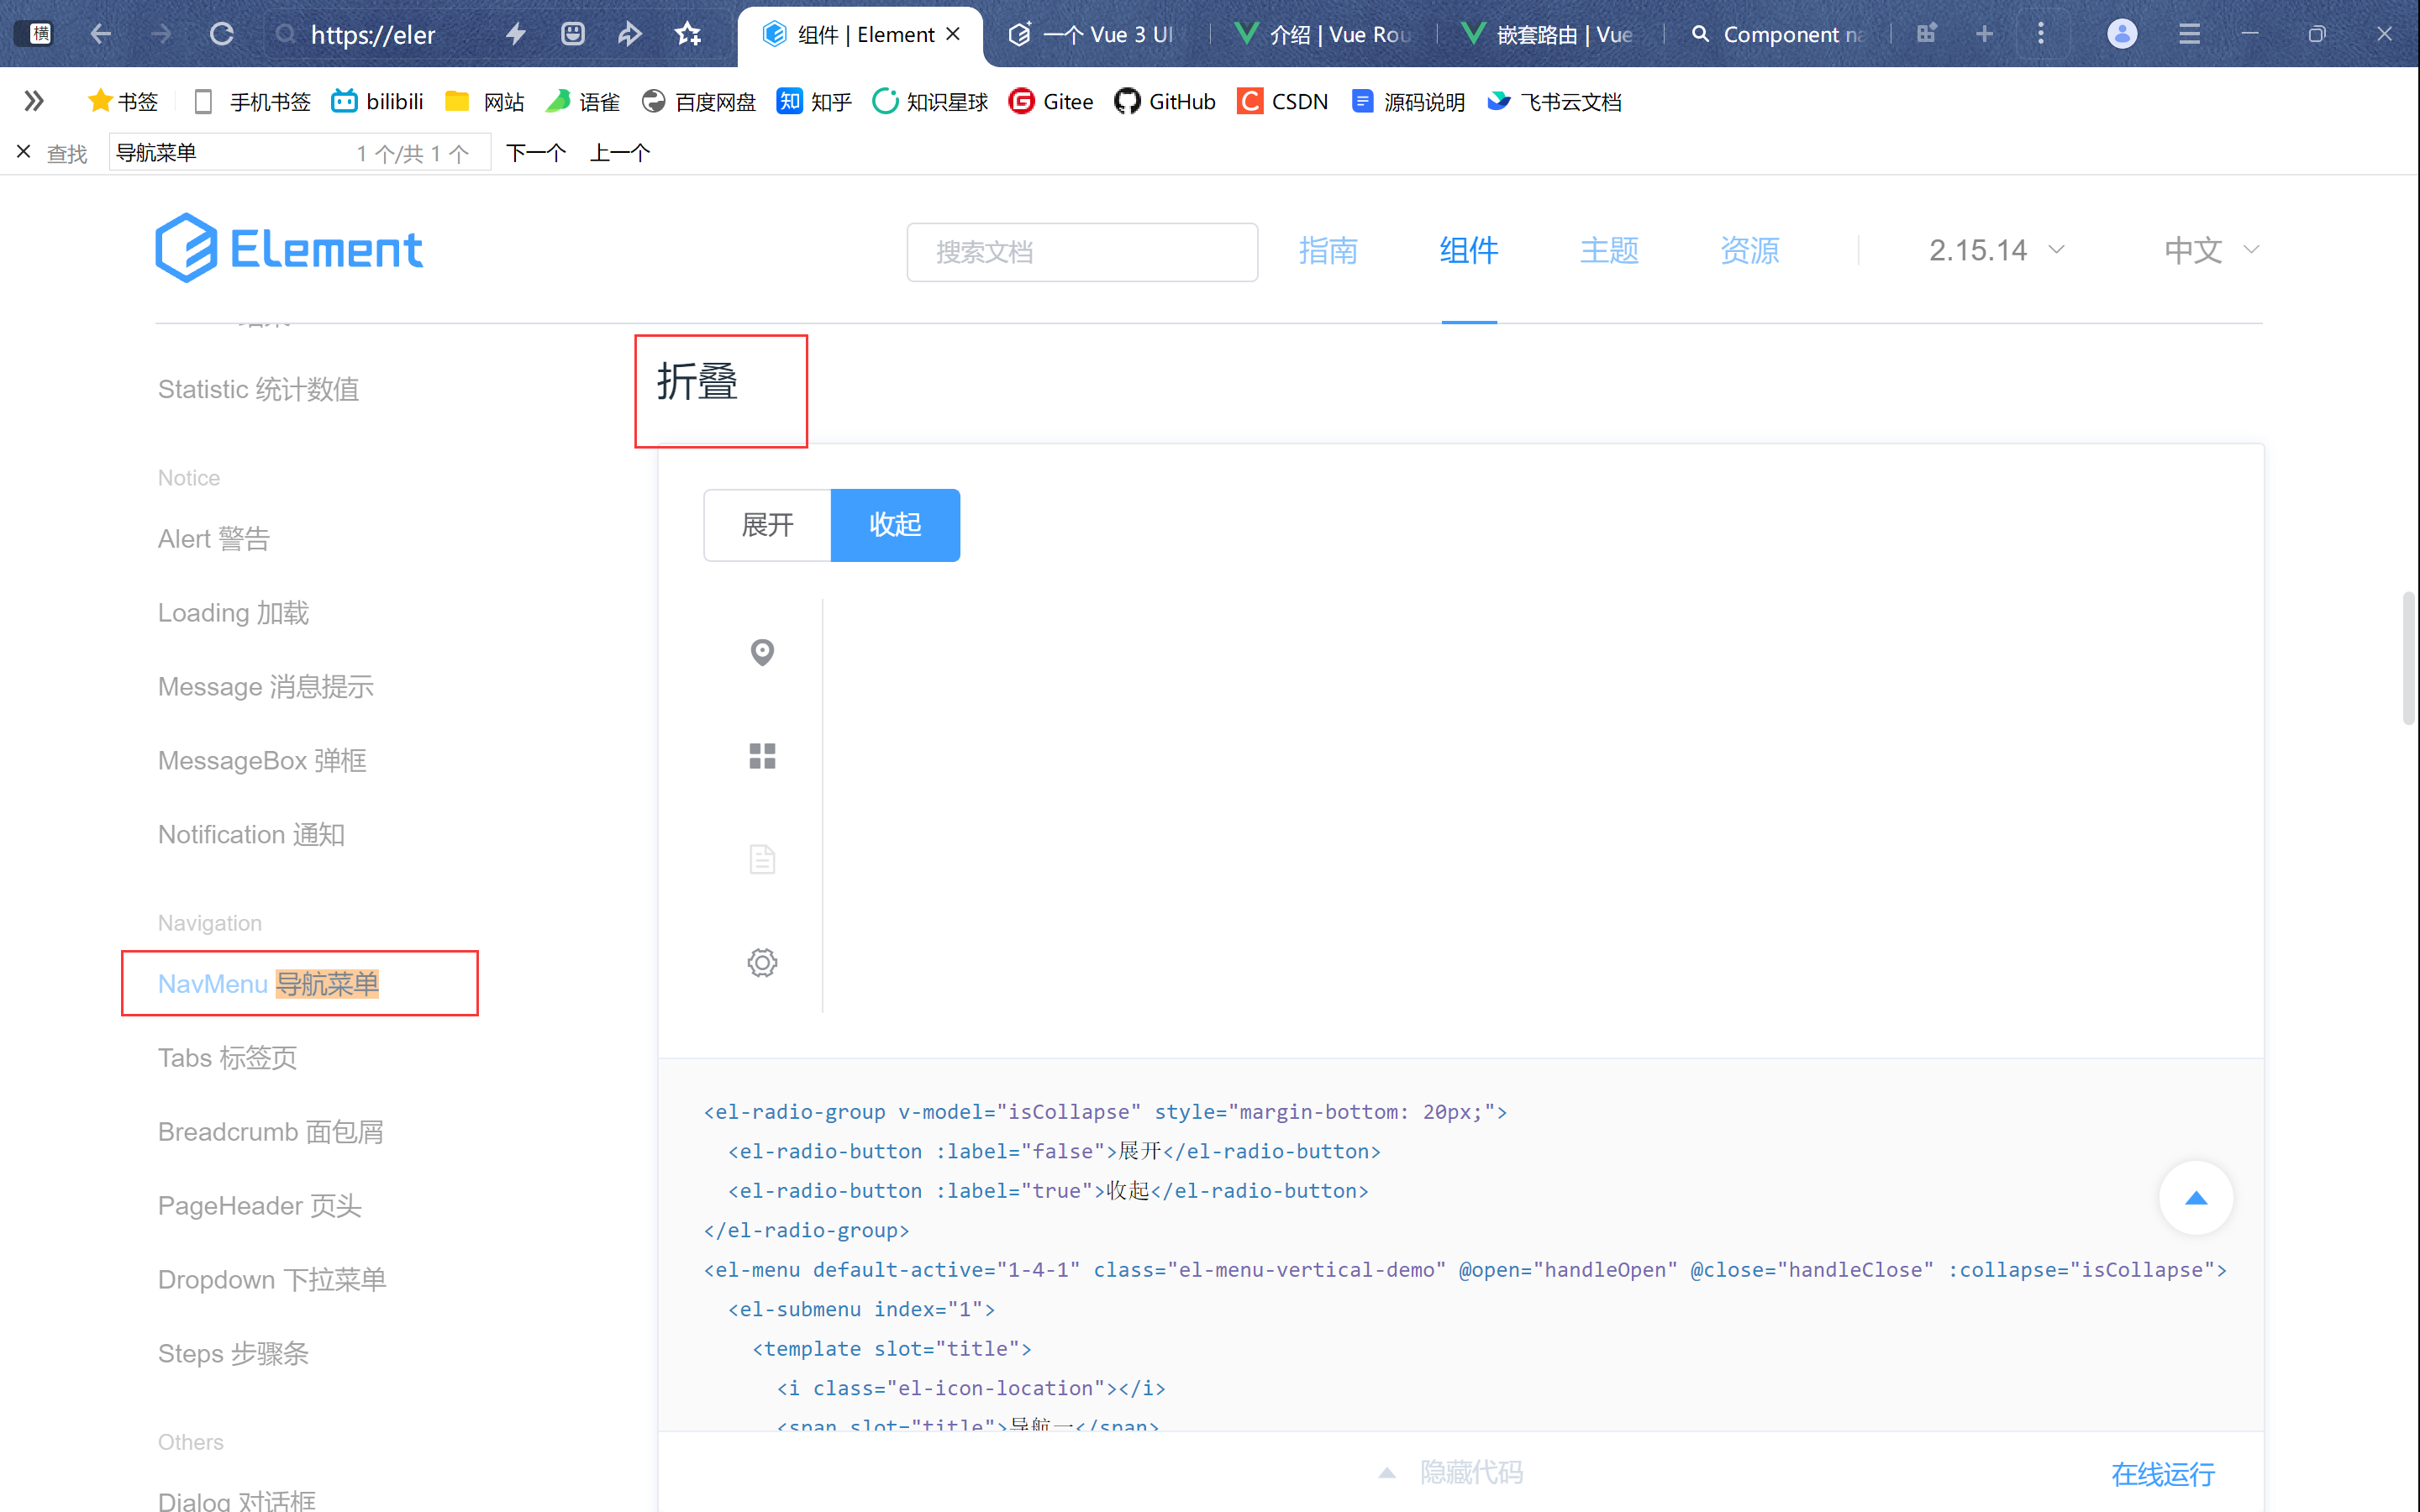 横
https://eler
组件 | Element
一个 Vue 3 UI
介绍 | Vue Rou
嵌套路由 | Vue
Component na
书签
手机书签
bilibili
网站
语雀
百度网盘
知 知乎
知识星球
Gitee
GitHub
CSDN
源码说明
飞书云文档
查找
导航菜单
1 个/共 1 个
下一个
上一个
Element
搜索文档
指南
组件
主题
资源
2.15.14
中文
Statistic 统计数值
Notice
Alert 警告
Loading 加载
Message 消息提示
MessageBox 弹框
Notification 通知
Navigation
NavMenu 导航菜单
Tabs 标签页
Breadcrumb 面包屑
PageHeader 页头
Dropdown 下拉菜单
Steps 步骤条
Others
Dialog 对话框
折叠
展开
收起
<el-radio-group v-model="isCollapse" style="margin-bottom: 20px;">
<el-radio-button :label="false">展开</el-radio-button>
<el-radio-button :label="true">收起</el-radio-button>
</el-radio-group>
<el-menu default-active="1-4-1" class="el-menu-vertical-demo" @open="handleOpen" @close="handleClose" :collapse="isCollapse">
<el-submenu index="1">
<template slot="title">
<i class="el-icon-location"></i>
<span slot="title">导航一</span>
隐藏代码
在线运行